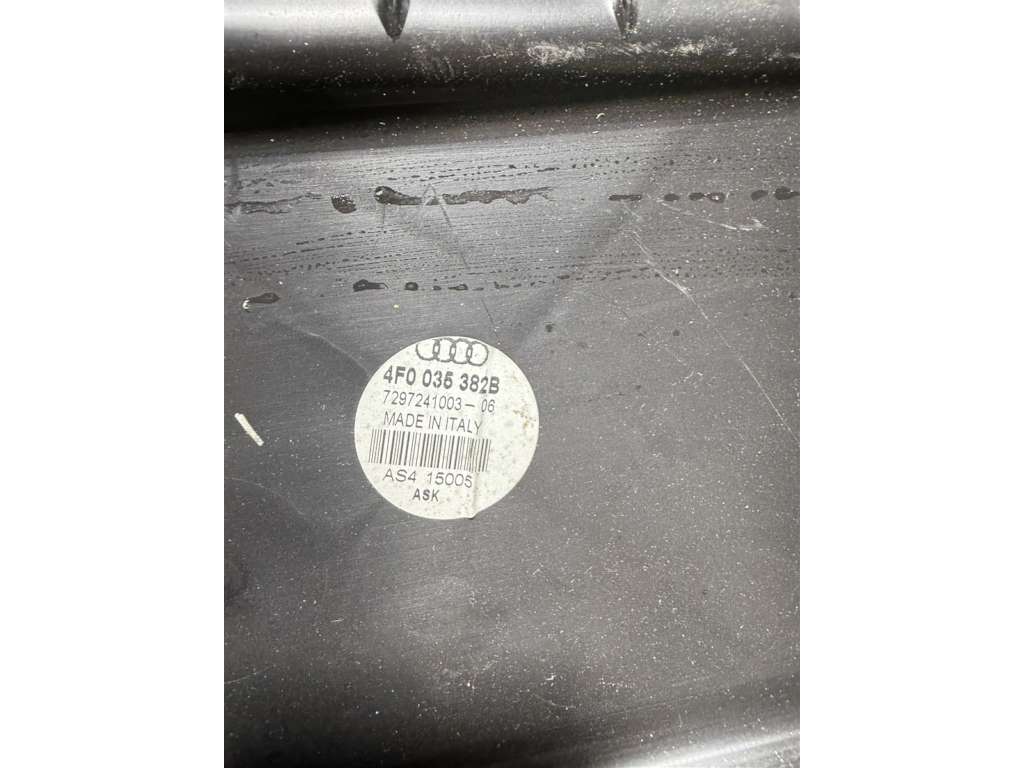 4F0 035 382B
7297241003-06
MADE IN ITALY
AS4 15005
ASK